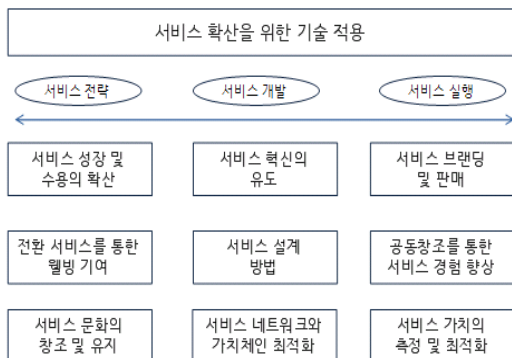 서비스 확산을 위한 기술 적용
서비스 전략
서비스 개발
서비스 실행
서비스 성장 및
수용의 확산
서비스 혁신의
유도
서비스 브랜딩
및 판매
전환 서비스를 통한
웰빙 기여
서비스 설계
방법
공동창조를 통한
서비스 경험 향상
서비스 문화의
창조 및 유지
서비스 네트워크와
가치체인 최적화
서비스 가치의
측정 및 최적화